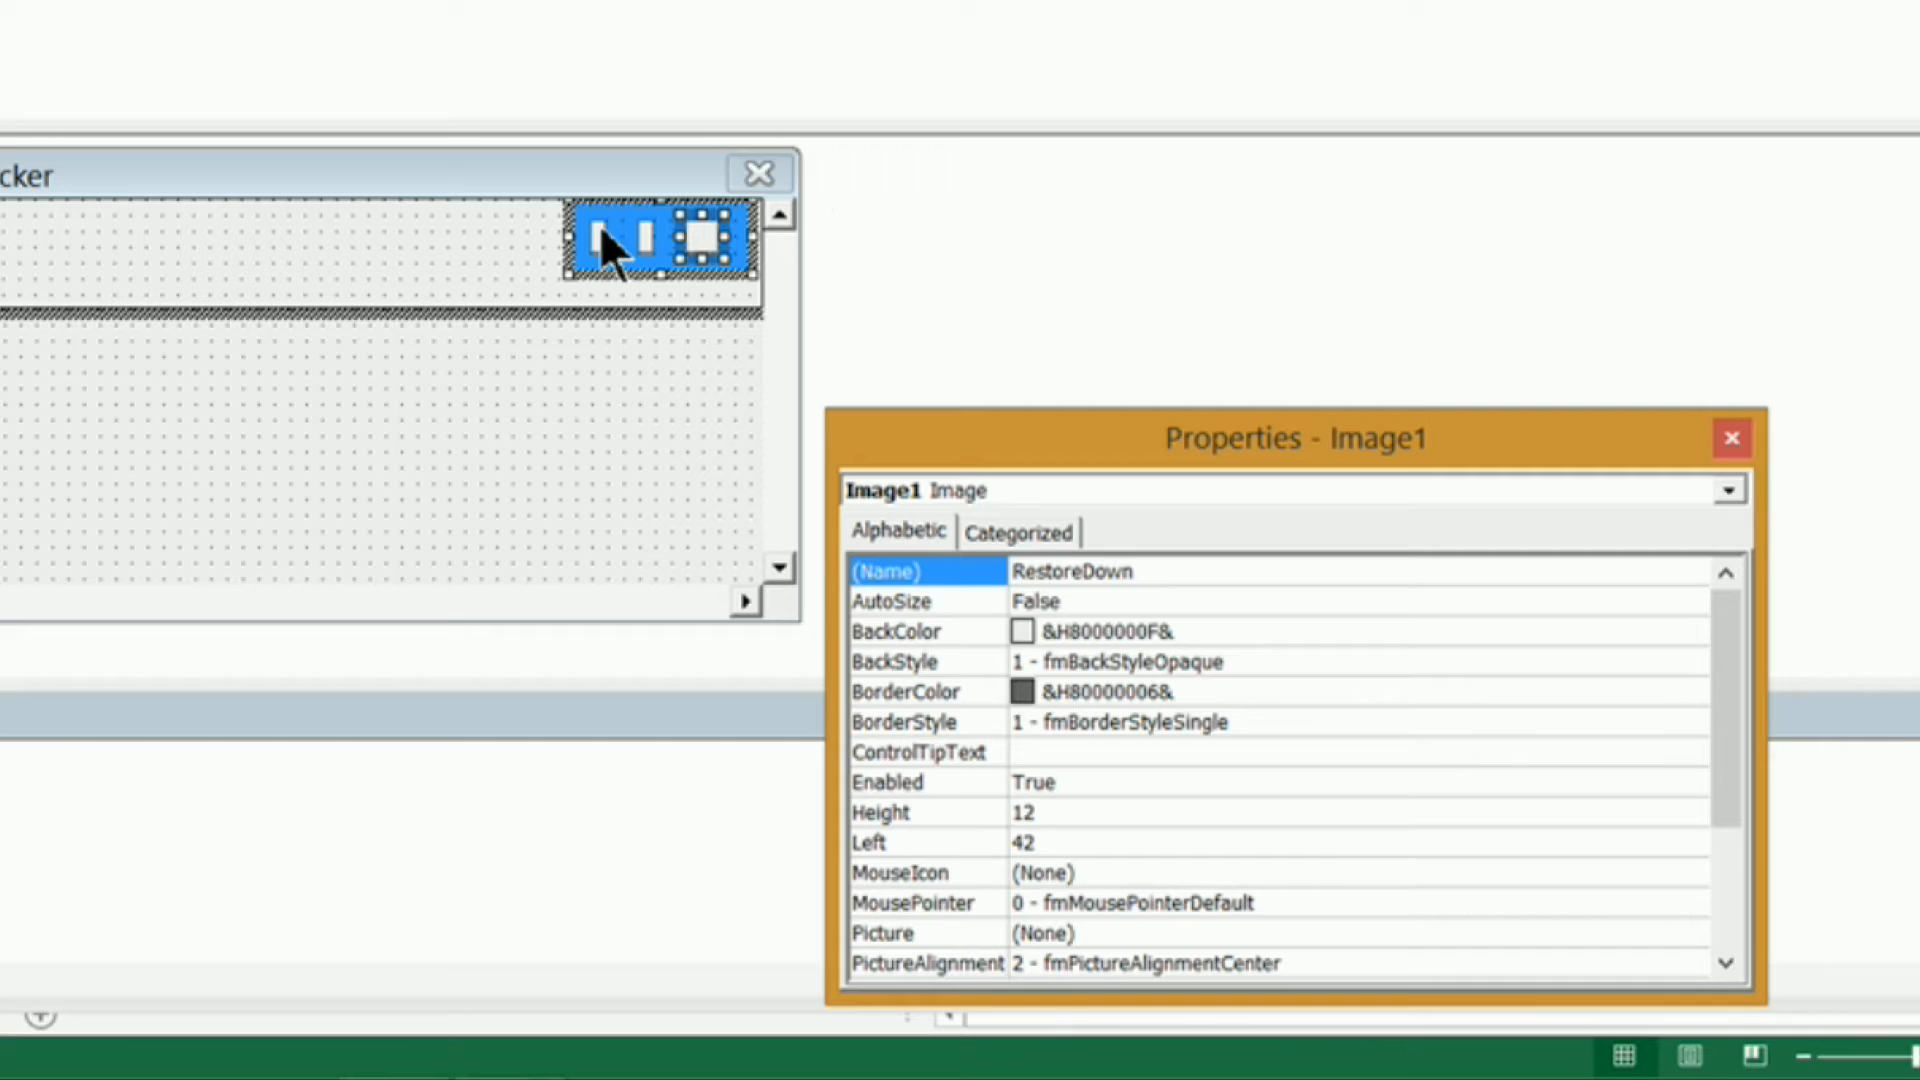 cker
Properties - Image1
Image1 Image
Alphabetic Categorized
(Name) RestoreDown
AutoSize False
BackColor &H8000000F&
BackStyle 1 - fmBackStyleOpaque
BorderColor &H80000006&
BorderStyle 1 - fmBorderStyleSingle
ControlTipText
Enabled True
Height 12
Left 42
MouseIcon (None)
MousePointer 0 - fmMousePointerDefault
Picture (None)
PictureAlignment 2 - fmPictureAlignmentCenter